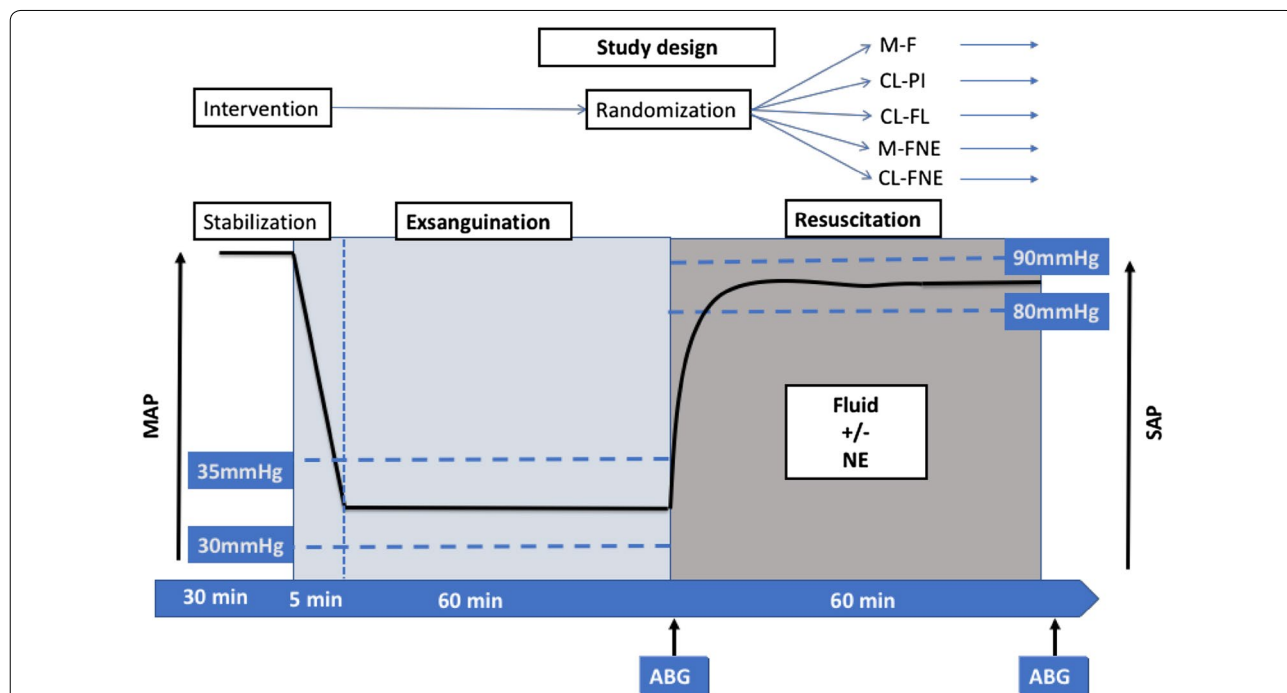 Study design
M-F
CL-PI
Intervention
Randomization
CL-FL
M-FNE
CL-FNE
Stabilization
Exsanguination
Resuscitation
90mmHg
80mmHg
MAP
SAP
Fluid
+/-
NE
35mmHg
30mmHg
30 min
5 min
60 min
60 min
ABG
ABG